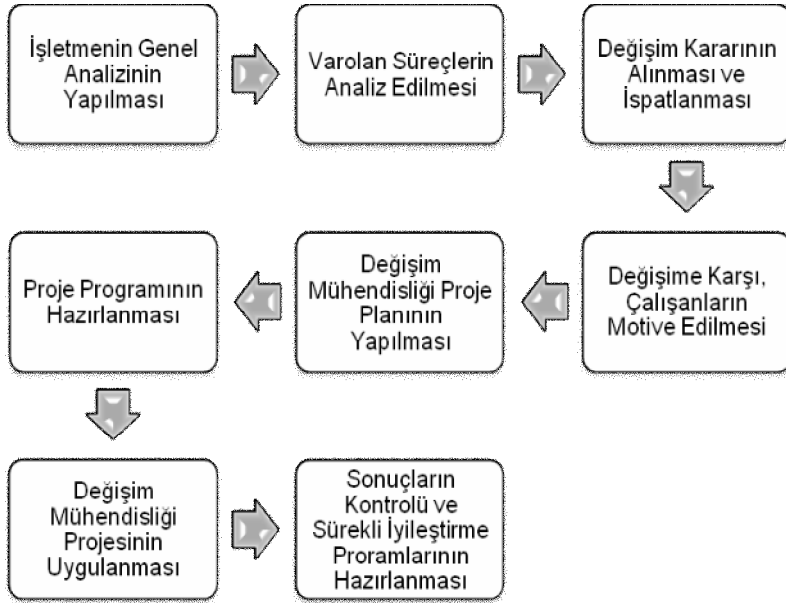 İşletmenin Genel
Analizinin
Yapılması
Varolan Süreçlerin
Analiz Edilmesi
Değişim Kararının
Alınması ve
İspatlanması
Değişime Karşı,
Çalışanların
Motive Edilmesi
Değişim
Mühendisliği Proje
Planının
Yapılması
Proje Programının
Hazırlanması
Değişim
Mühendisliği
Projesinin
Uygulanması
Sonuçların
Kontrolü ve
Sürekli İyileştirme
Proramlarının
Hazırlanması